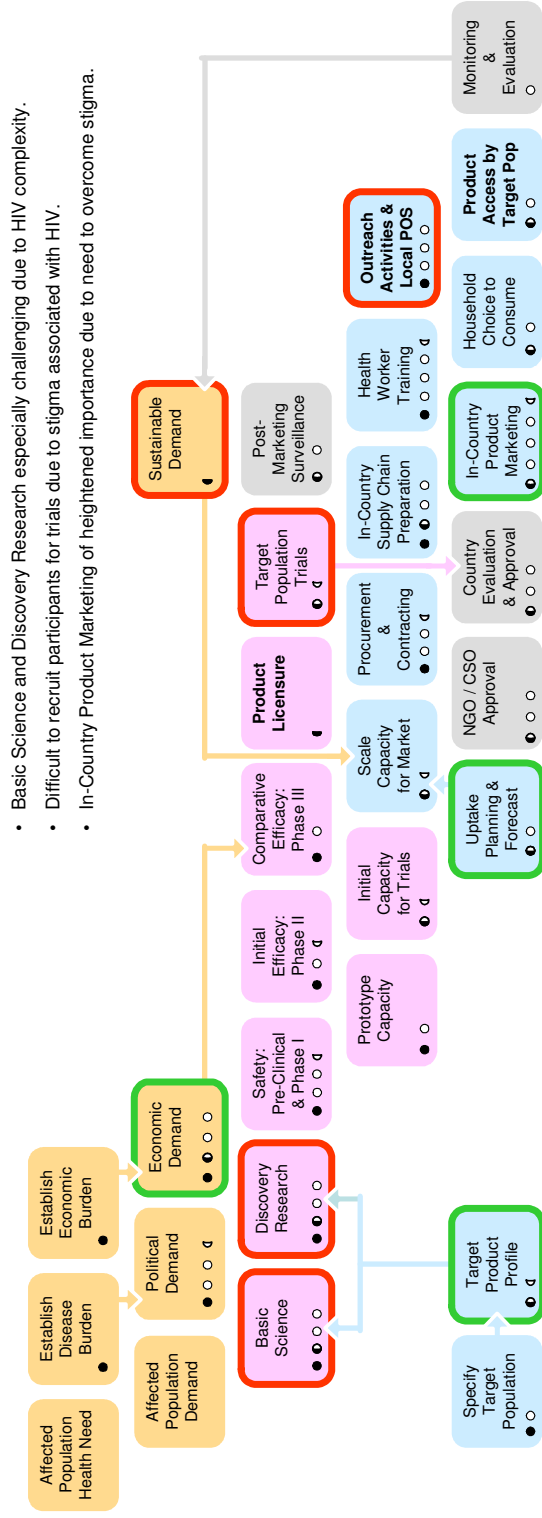 • Basic Science and Discovery Research especially challenging due to HIV complexity.
• Difficult to recruit participants for trials due to stigma associated with HIV.
• In-Country Product Marketing of heightened importance due to need to overcome stigma.
Affected
Population
Health Need
Establish
Disease
Burden
Establish
Economic
Burden
Affected
Population
Demand
Political
Demand
Economic
Demand
Sustainable
Demand
Basic
Science
Discovery
Research
Safety:
Pre-Clinical
& Phase I
Initial
Efficacy:
Phase II
Comparative
Efficacy:
Phase III
Product
Licensure
Target
Population
Trials
Post-
Marketing
Surveillance
Prototype
Capacity
Initial
Capacity
for Trials
Scale
Capacity
for Market
Procurement
&
Contracting
In-Country
Supply Chain
Preparation
Health
Worker
Training
Outreach
Activities &
Local POS
Specify
Target
Population
Target
Product
Profile
Uptake
Planning &
Forecast
NGO / CSO
Approval
Country
Evaluation
& Approval
In-Country
Product
Marketing
Household
Choice to
Consume
Product
Access by
Target Pop
Monitoring
&
Evaluation